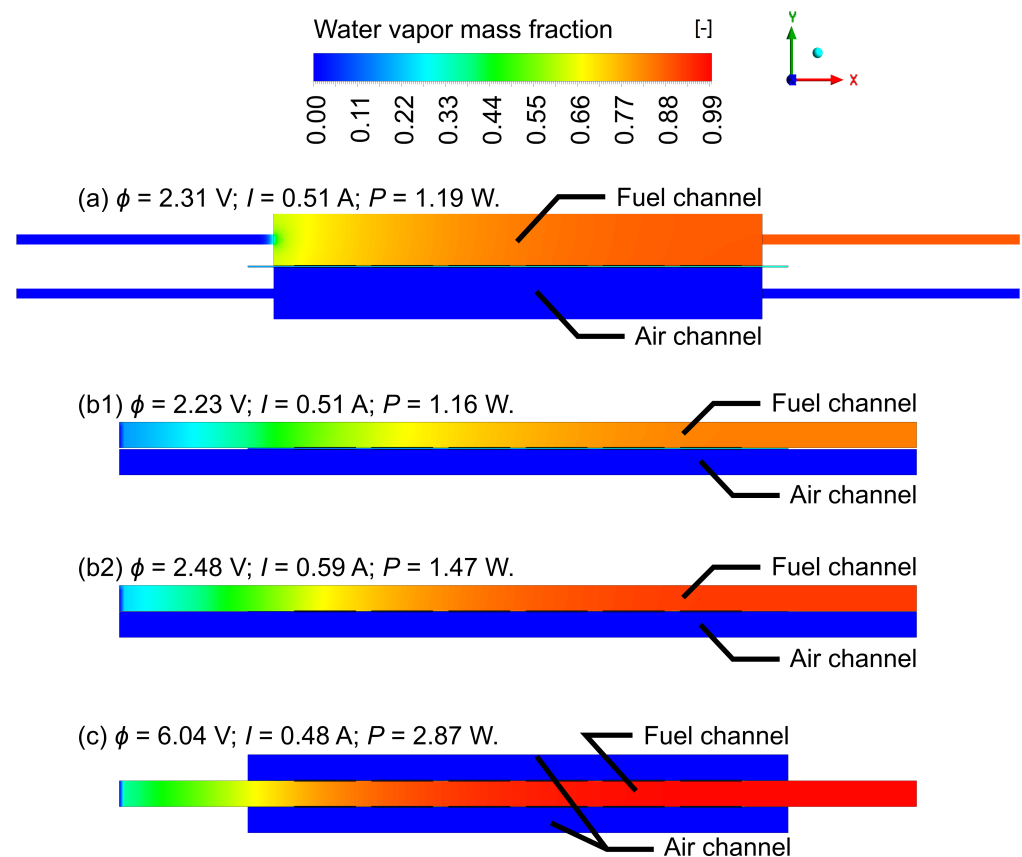 Water vapor mass fraction [-]
0.00 0.11 0.22 0.33 0.44 0.55 0.66 0.77 0.88 0.99
Y
X
(a) ϕ = 2.31 V; I = 0.51 A; P = 1.19 W.
Fuel channel
Air channel
(b1) ϕ = 2.23 V; I = 0.51 A; P = 1.16 W.
Fuel channel
Air channel
(b2) ϕ = 2.48 V; I = 0.59 A; P = 1.47 W.
Fuel channel
Air channel
(c) ϕ = 6.04 V; I = 0.48 A; P = 2.87 W.
Fuel channel
Air channel